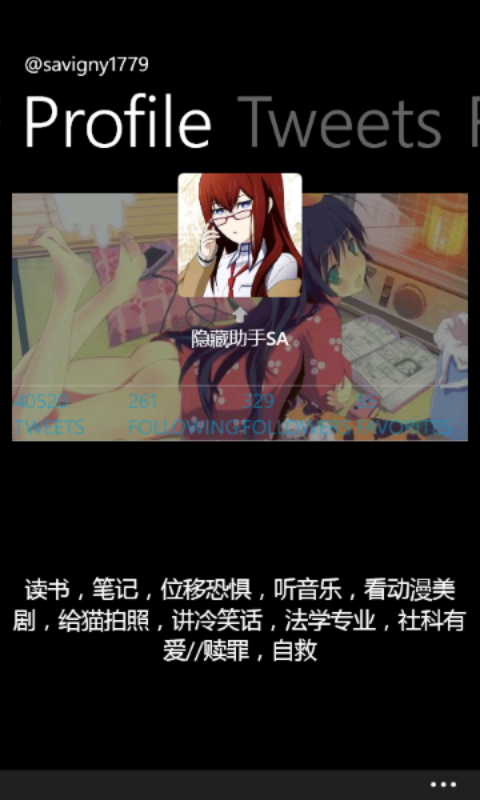 @savigny1779
Profile Tweets
隐藏助手SA
261 329
TWEETS FOLLOWING FOLLOWERS FAVORITES
读书，笔记，位移恐惧，听音乐，看动漫美
剧，给猫拍照，讲冷笑话，法学专业，社科有
爱//赎罪，自救